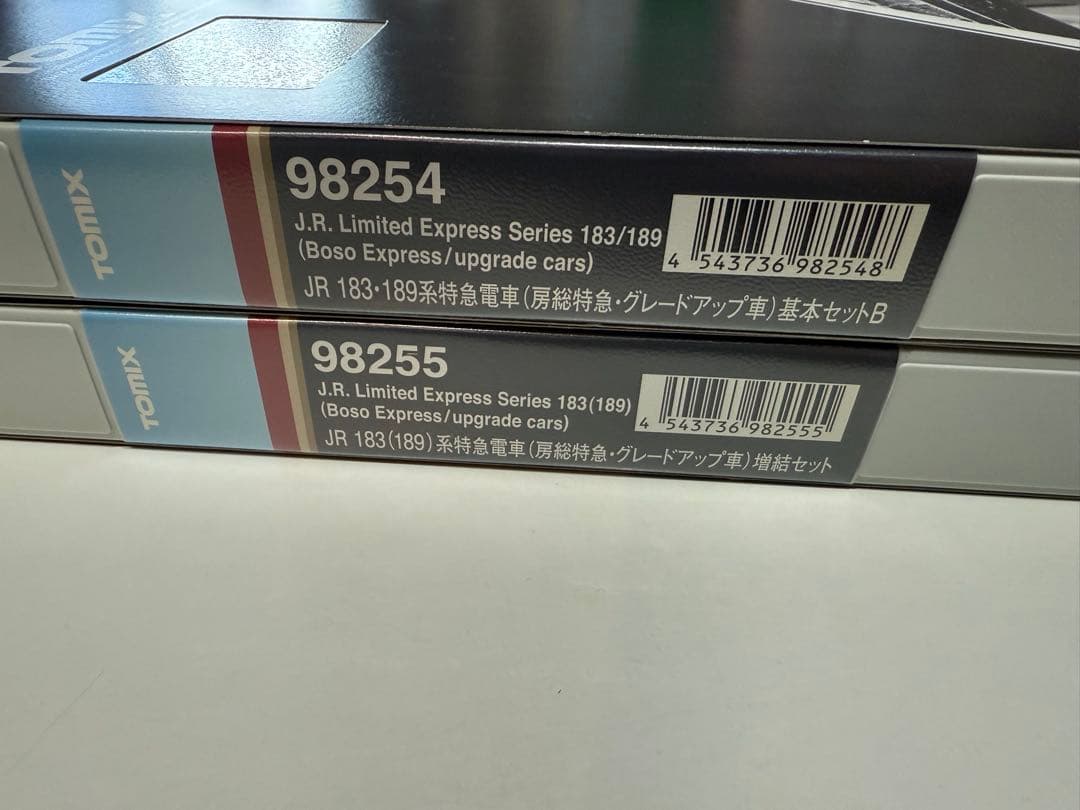 TOMIX
TOMIX
98254
J.R. Limited Express Series 183/189
(Boso Express/upgrade cars)
JR 183・189系特急電車(房総特急・グレードアップ車)基本セットB
4 543736 982548
TOMIX
98255
J.R. Limited Express Series 183(189)
(Boso Express/upgrade cars)
JR 183(189)系特急電車(房総特急・グレードアップ車)増結セット
4 543736 982555